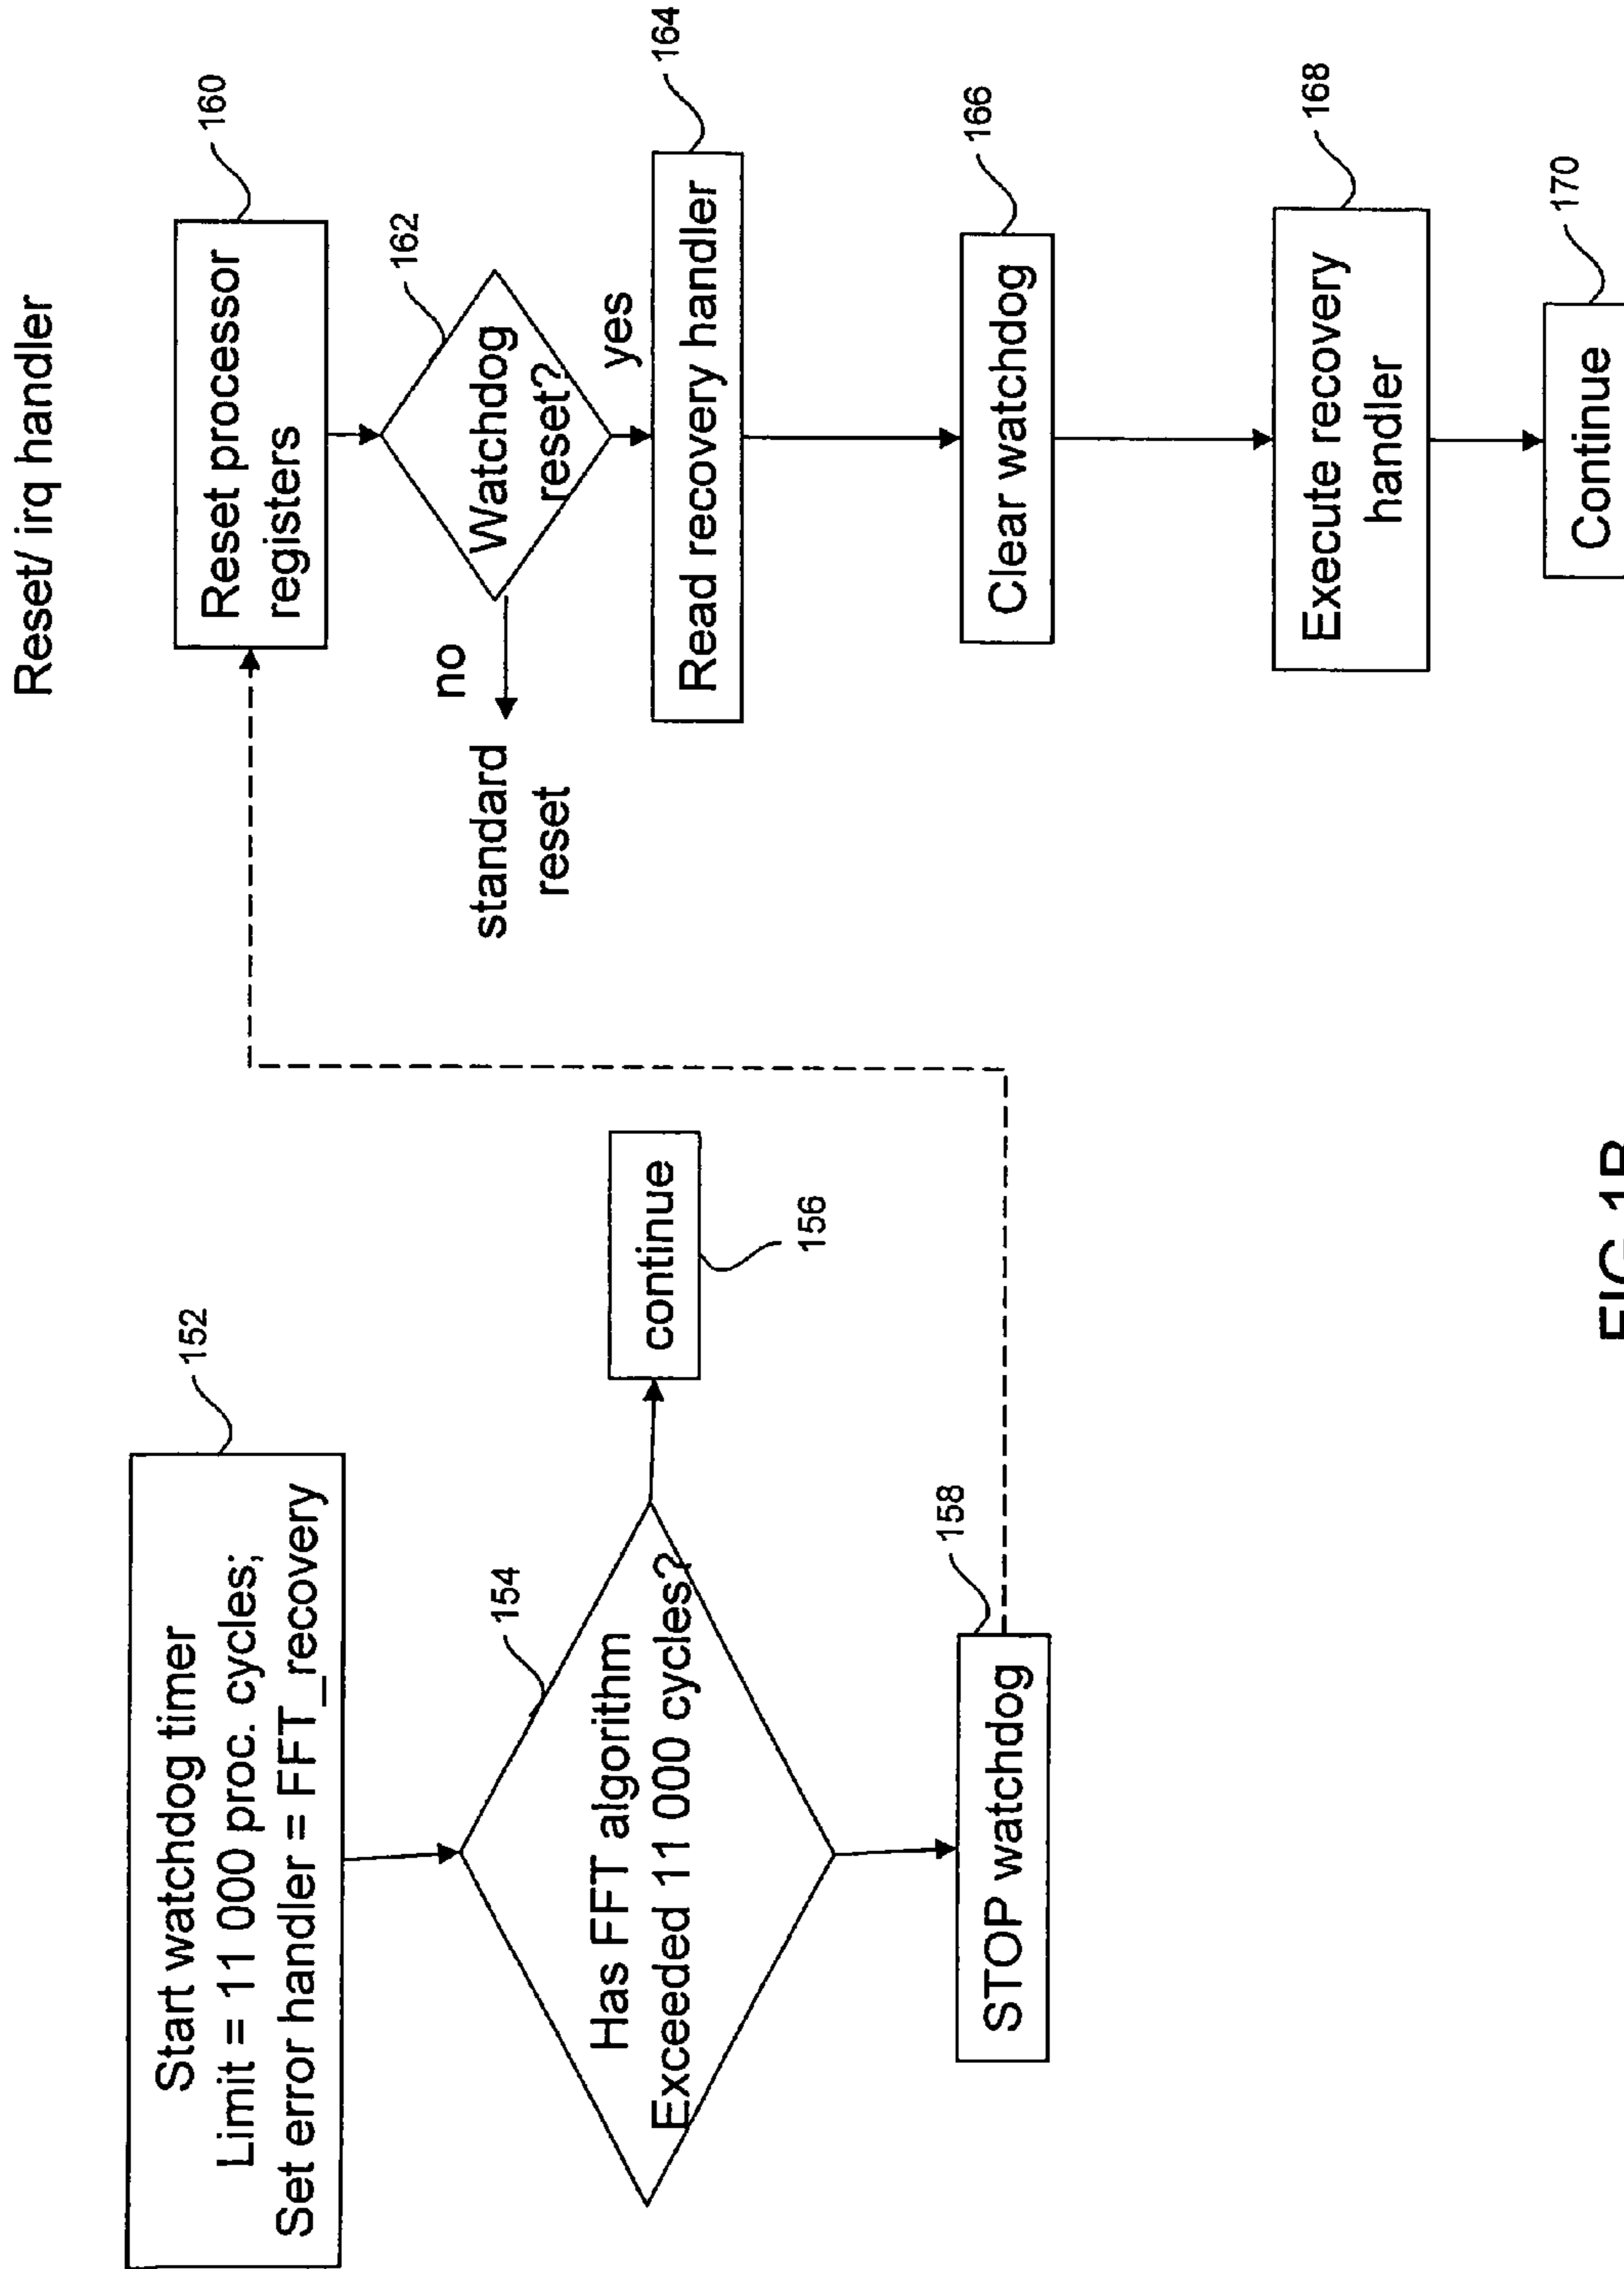 Start watchdog timer
Limit = 11 000 proc. cycles;
Set error handler = FFT_recovery
152
Has FFT algorithm
Exceeded 11 000 cycles?
154
continue
156
STOP watchdog
158
Reset/ irq handler
Reset processor
registers
160
Watchdog
reset?
162
no
standard
reset
yes
Read recovery handler
164
Clear watchdog
166
Execute recovery
handler
168
Continue
170
FIG.1B